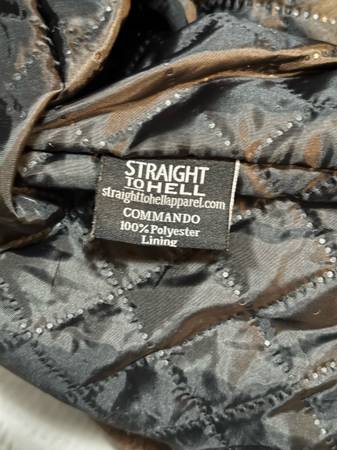 STRAIGHT
TO HELL
straighttohellapparel.com
COMMANDO
100% Polyester
Lining